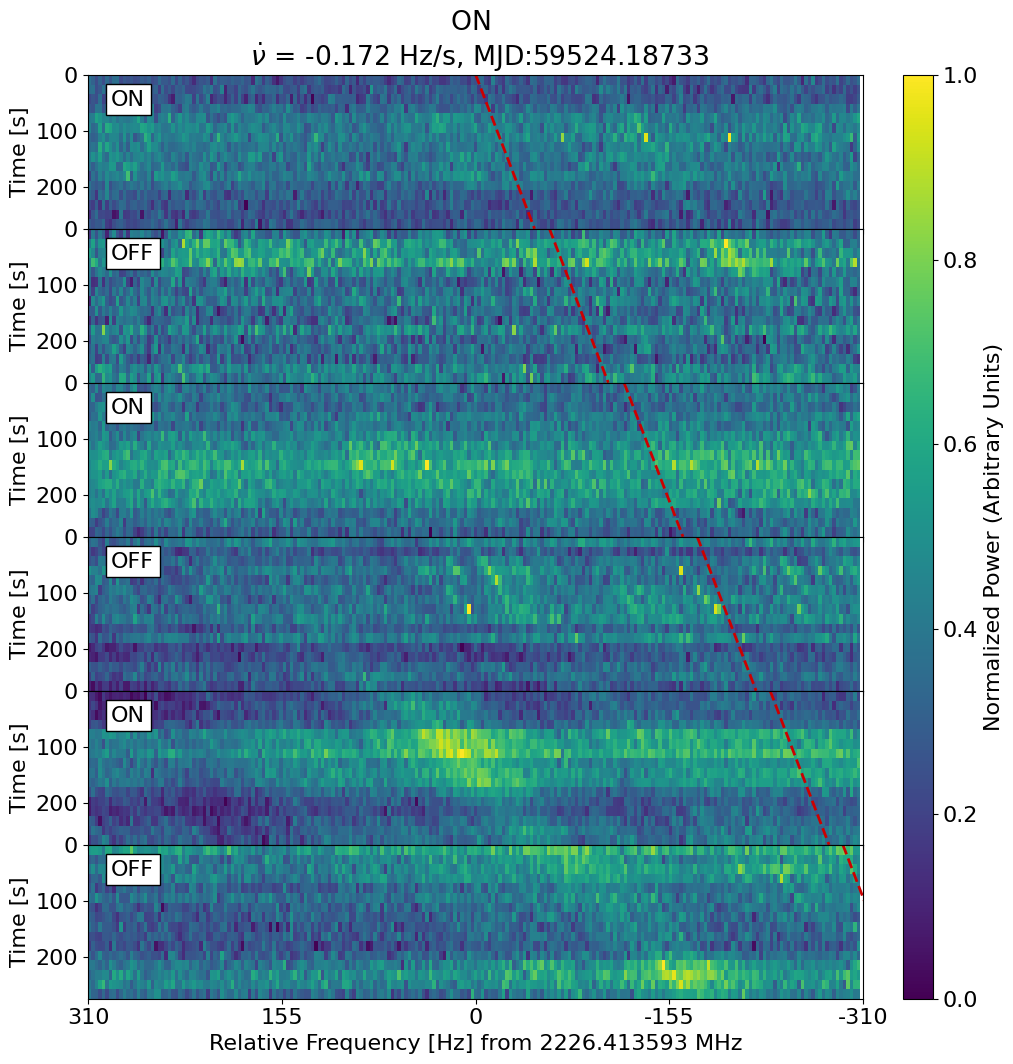 ON
ν̇ = -0.172 Hz/s, MJD:59524.18733
0
ON
100
Time [s]
200
0
OFF
100
Time [s]
200
0
ON
100
Time [s]
200
0
OFF
100
Time [s]
200
0
ON
100
Time [s]
200
0
OFF
100
Time [s]
200
310 155 0 -155 -310
Relative Frequency [Hz] from 2226.413593 MHz
1.0
0.8
0.6
0.4
0.2
0.0
Normalized Power (Arbitrary Units)